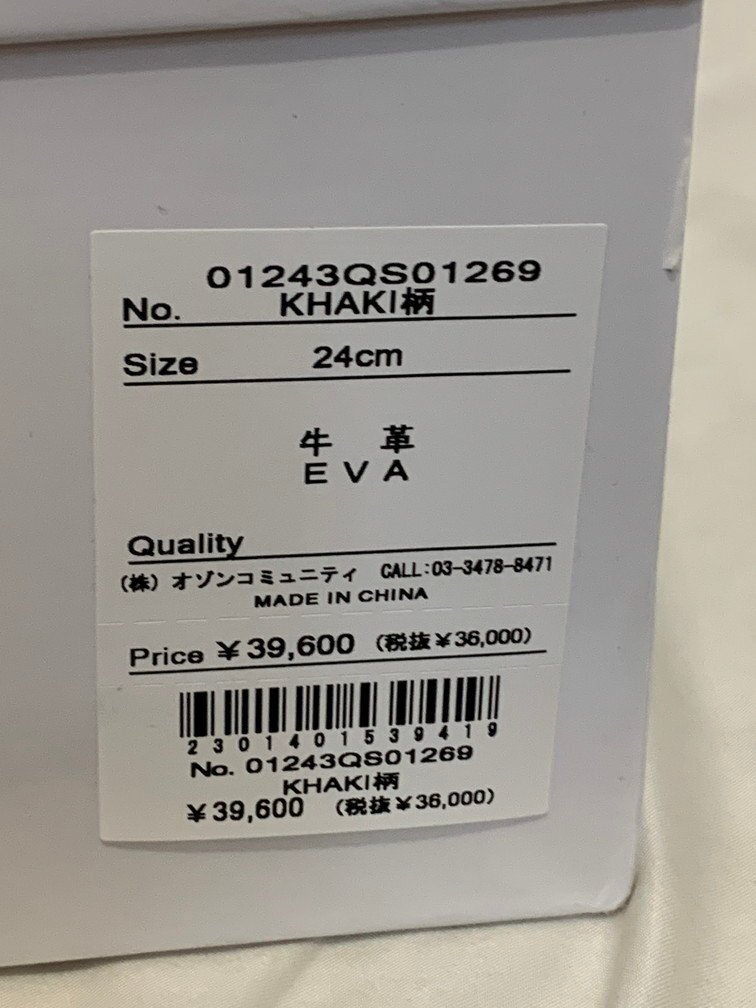 01243QS01269
No. KHAKI柄
Size 24cm
牛 革
EVA
Quality
(株) オゾンコミュニティ CALL:03-3478-8471
MADE IN CHINA
Price ¥39,600 (税抜¥36,000)
2301401539419
No. 01243QS01269
KHAKI柄
¥39,600 (税抜¥36,000)